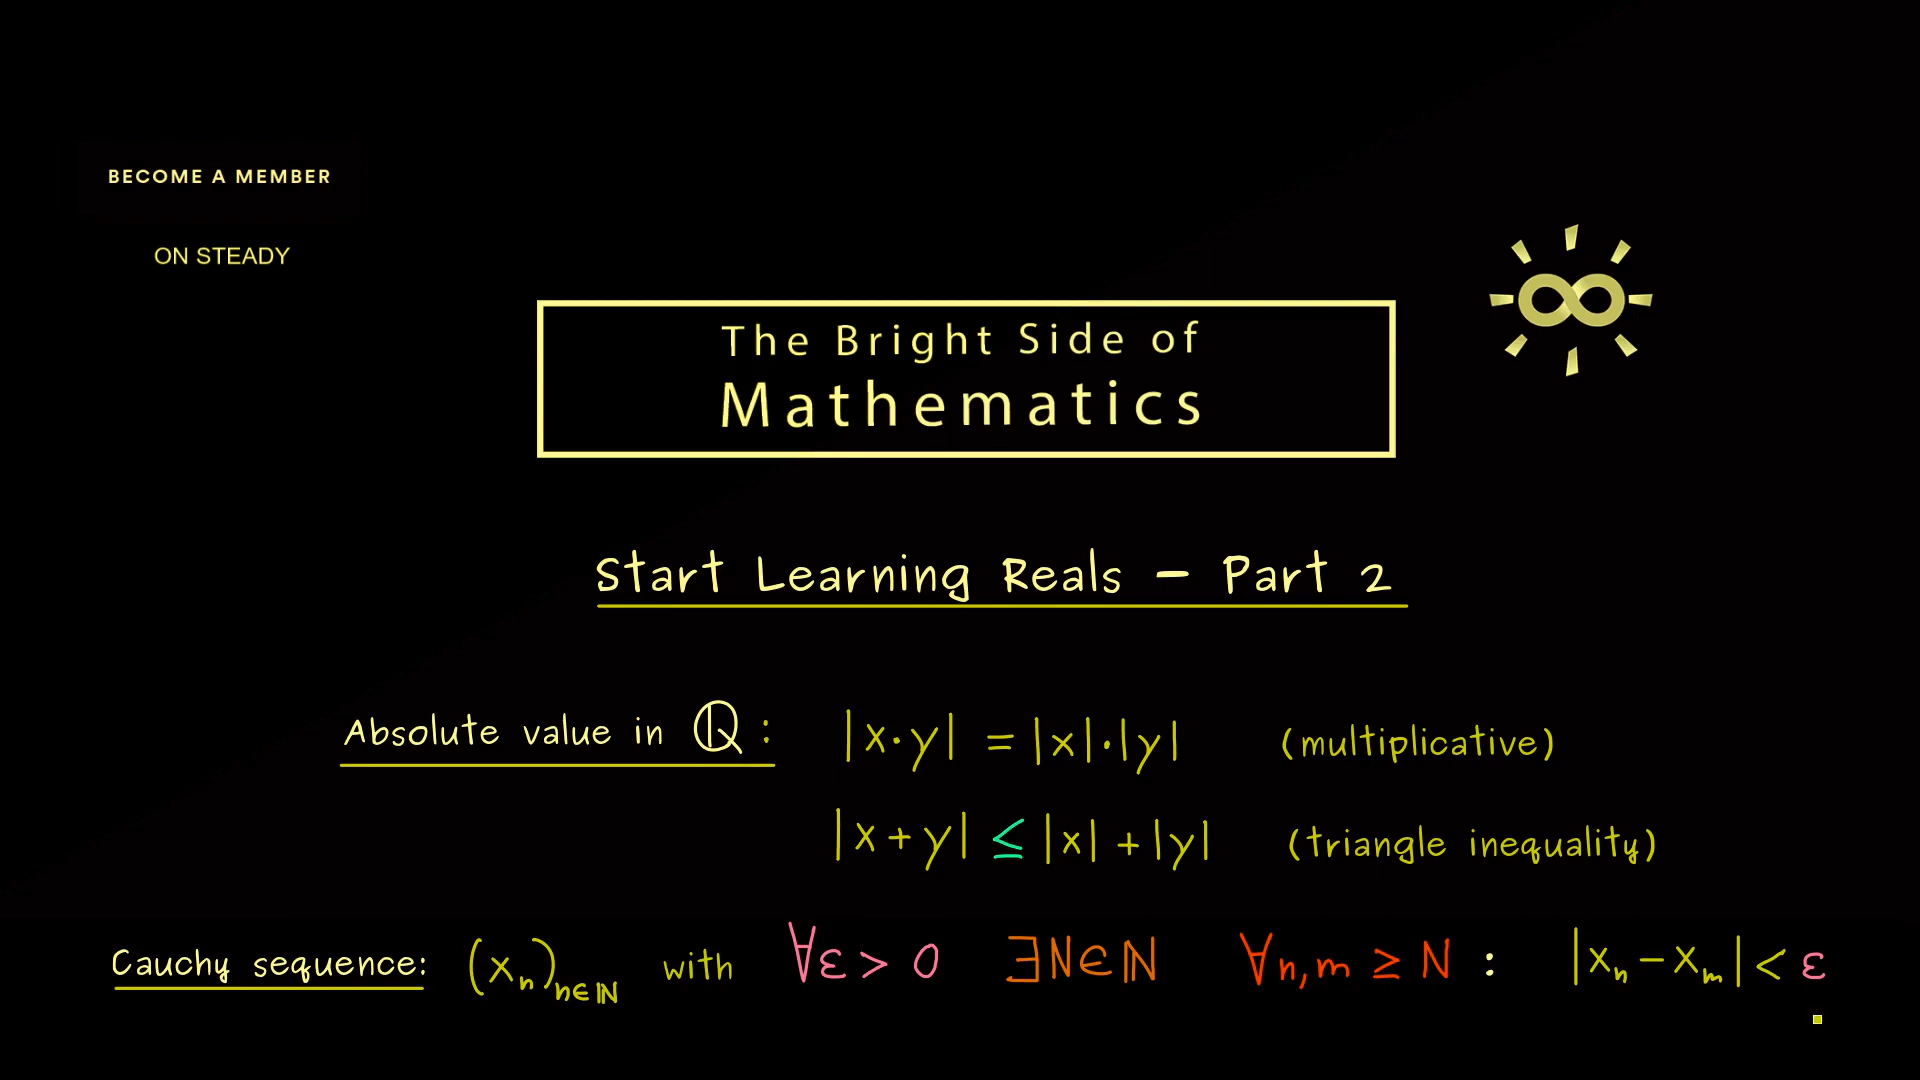 BECOME A MEMBER
ON STEADY
The Bright Side of
Mathematics
Start Learning Reals – Part 2
Absolute value in ℚ: |x·y| = |x|·|y| (multiplicative)
|x+y| ≤ |x|+|y| (triangle inequality)
Cauchy sequence: (xₙ)ₙ∈ℕ with ∀ε > 0 ∃N∈ℕ ∀n,m ≥ N : |xₙ − xₘ| < ε